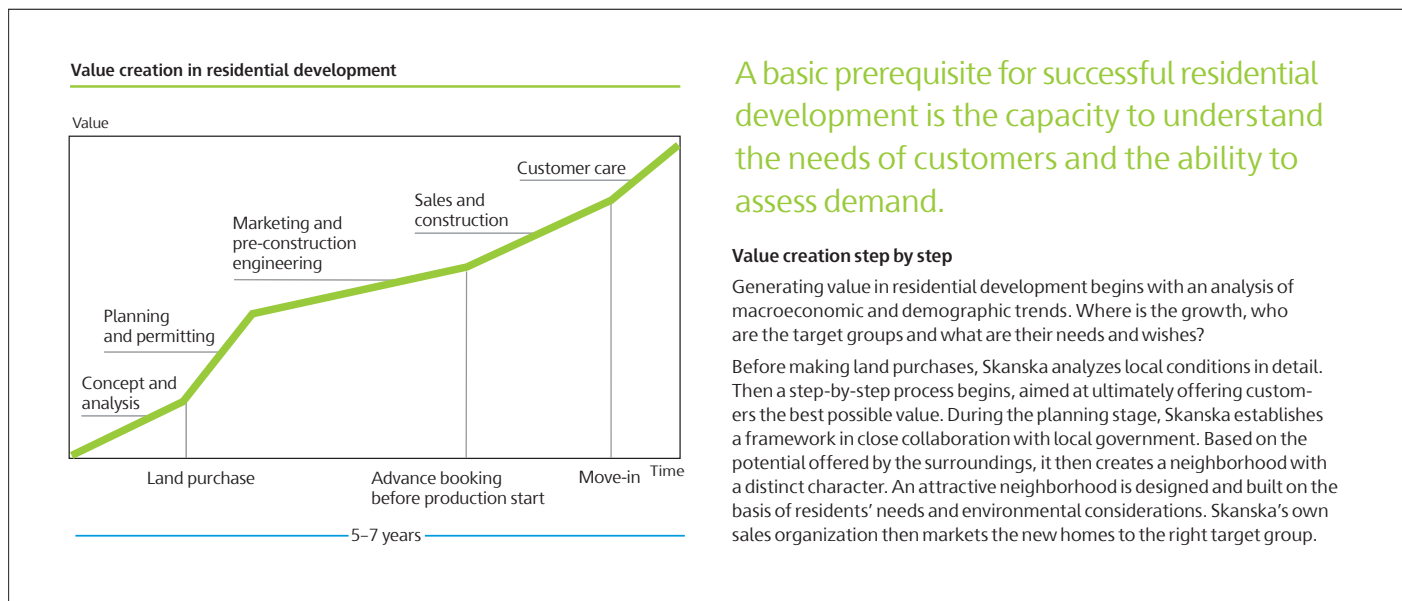 Value creation in residential development
Value
Customer care
Sales and
construction
Marketing and
pre-construction
engineering
Planning
and permitting
Concept and
analysis
Land purchase
Advance booking
before production start
Move-in
Time
5–7 years
A basic prerequisite for successful residential
development is the capacity to understand
the needs of customers and the ability to
assess demand.
Value creation step by step
Generating value in residential development begins with an analysis of
macroeconomic and demographic trends. Where is the growth, who
are the target groups and what are their needs and wishes?
Before making land purchases, Skanska analyzes local conditions in detail.
Then a step-by-step process begins, aimed at ultimately offering custom-
ers the best possible value. During the planning stage, Skanska establishes
a framework in close collaboration with local government. Based on the
potential offered by the surroundings, it then creates a neighborhood with
a distinct character. An attractive neighborhood is designed and built on the
basis of residents' needs and environmental considerations. Skanska's own
sales organization then markets the new homes to the right target group.